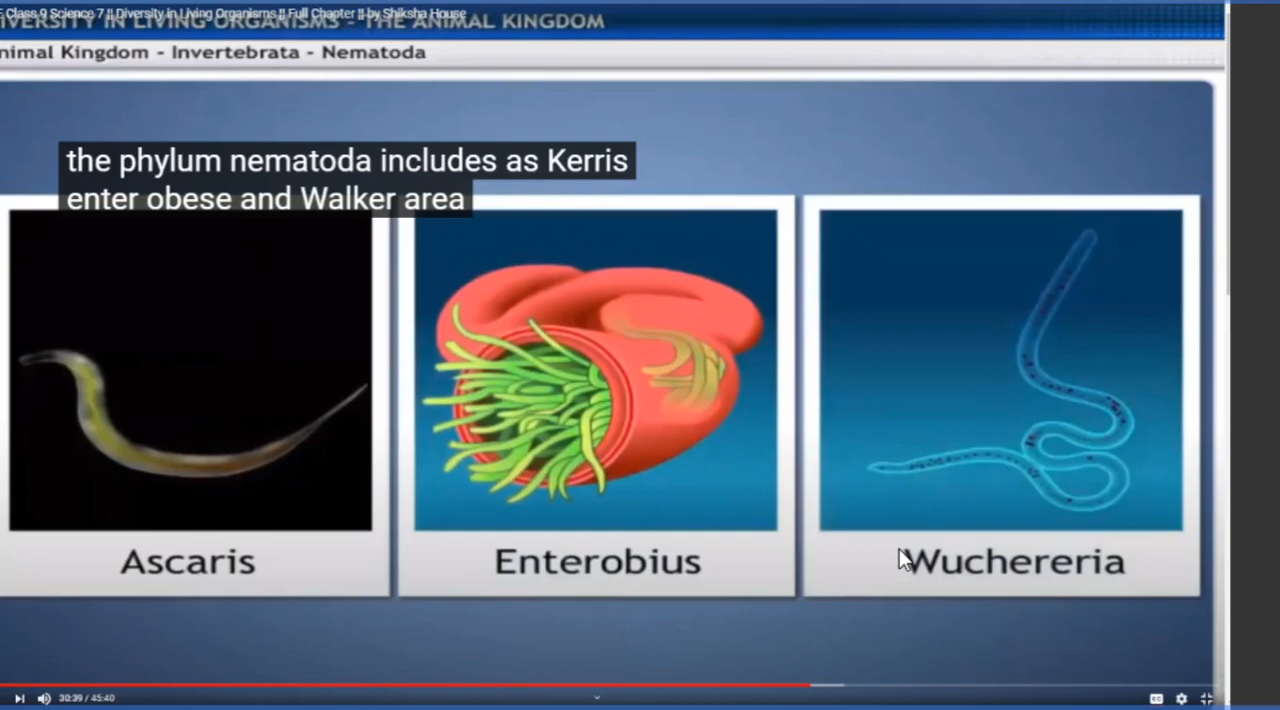 Class 9 Science 7 || Diversity in Living Organisms || Full Chapter || by Shiksha House
IVERSITY IN LIVING ORGANISMS - THE ANIMAL KINGDOM
nimal Kingdom - Invertebrata - Nematoda
the phylum nematoda includes as Kerris
enter obese and Walker area
Ascaris
Enterobius
Wuchereria
30:39 / 45:40